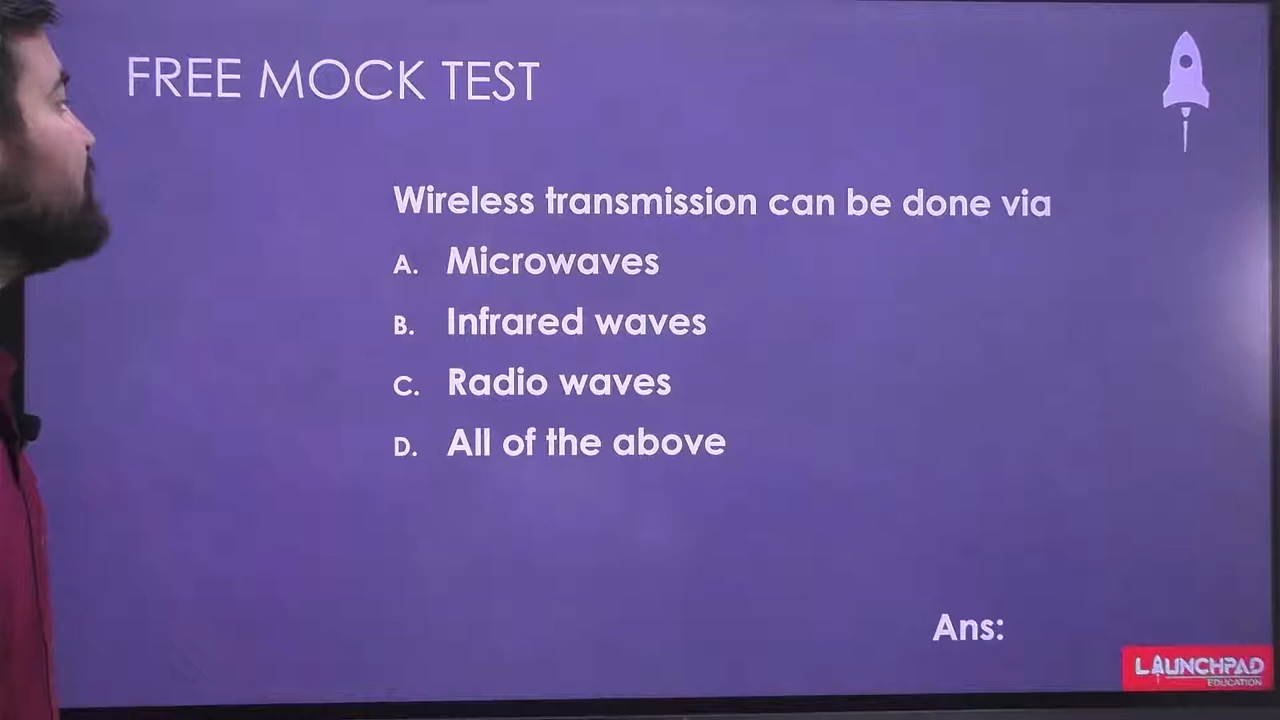 FREE MOCK TEST
Wireless transmission can be done via
A. Microwaves
B. Infrared waves
C. Radio waves
D. All of the above
Ans:
LAUNCHPAD
EDUCATION